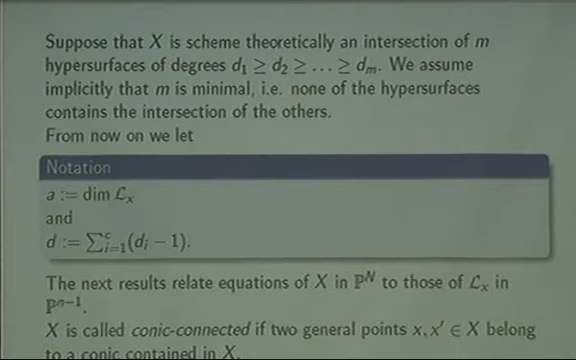 Suppose that X is scheme theoretically an intersection of m
hypersurfaces of degrees d₁ ≥ d₂ ≥ … ≥ dₘ. We assume
implicitly that m is minimal, i.e. none of the hypersurfaces
contains the intersection of the others.
From now on we let
Notation
a := dim ℒₓ
and
d := ∑ᶜᵢ₌₁(dᵢ − 1).
The next results relate equations of X in ℙᴺ to those of ℒₓ in
ℙⁿ⁻¹.
X is called conic-connected if two general points x, x′ ∈ X belong
to a conic contained in X.